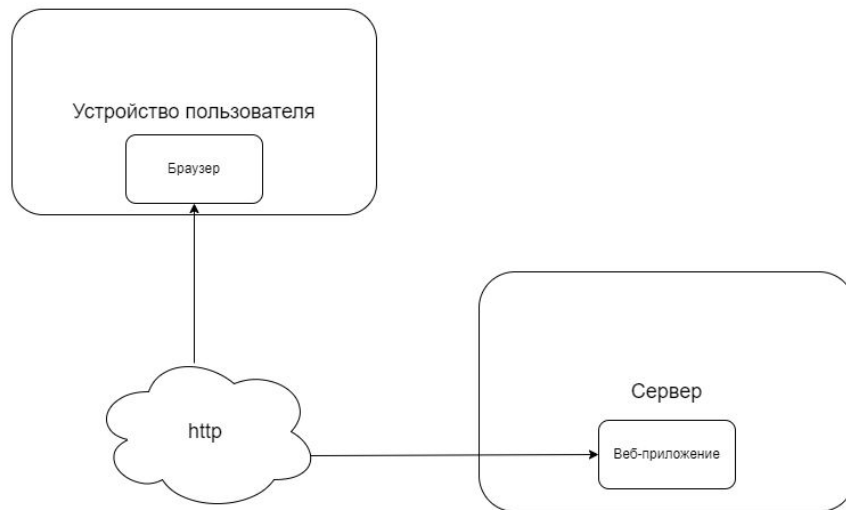 Устройство пользователя
Браузер
http
Сервер
Веб-приложение